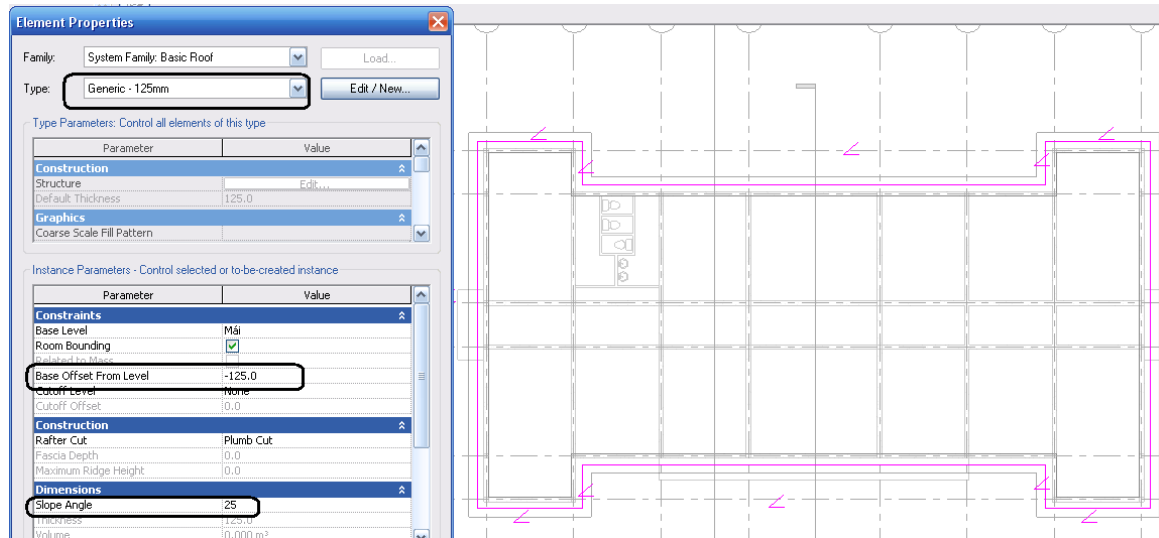 Element Properties
Family: System Family: Basic Roof Load...
Type: Generic - 125mm Edit / New...
Type Parameters: Control all elements of this type
Parameter Value
Construction
Structure Edit...
Default Thickness 125.0
Graphics
Coarse Scale Fill Pattern
Instance Parameters - Control selected or to-be-created instance
Parameter Value
Constraints
Base Level Mái
Room Bounding
Related to Mass
Base Offset From Level -125.0
Cutoff Level None
Cutoff Offset 0.0
Construction
Rafter Cut Plumb Cut
Fascia Depth 0.0
Maximum Ridge Height 0.0
Dimensions
Slope Angle 25
Thickness 125.0
Volume 0.000 m³